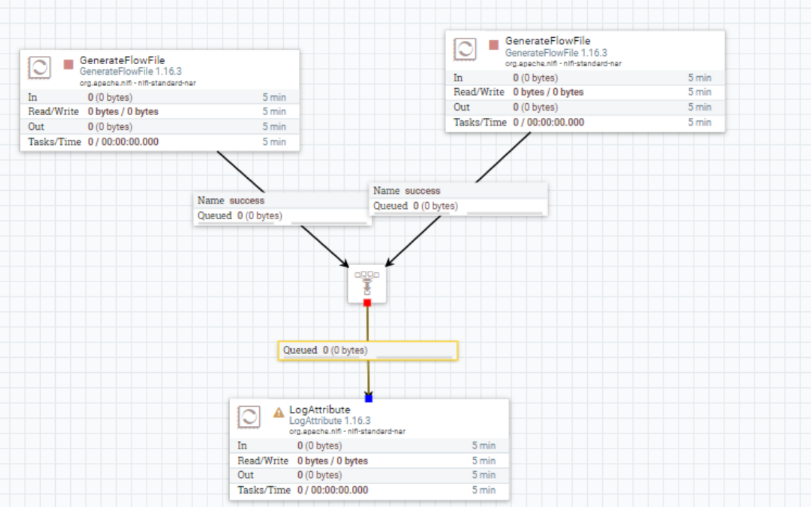 GenerateFlowFile
GenerateFlowFile 1.16.3
org.apache.nifi - nifi-standard-nar
In 0 (0 bytes) 5 min
Read/Write 0 bytes / 0 bytes 5 min
Out 0 (0 bytes) 5 min
Tasks/Time 0 / 00:00:00.000 5 min
GenerateFlowFile
GenerateFlowFile 1.16.3
org.apache.nifi - nifi-standard-nar
In 0 (0 bytes) 5 min
Read/Write 0 bytes / 0 bytes 5 min
Out 0 (0 bytes) 5 min
Tasks/Time 0 / 00:00:00.000 5 min
Name success
Queued 0 (0 bytes)
Name success
Queued 0 (0 bytes)
Queued 0 (0 bytes)
LogAttribute
LogAttribute 1.16.3
org.apache.nifi - nifi-standard-nar
In 0 (0 bytes) 5 min
Read/Write 0 bytes / 0 bytes 5 min
Out 0 (0 bytes) 5 min
Tasks/Time 0 / 00:00:00.000 5 min